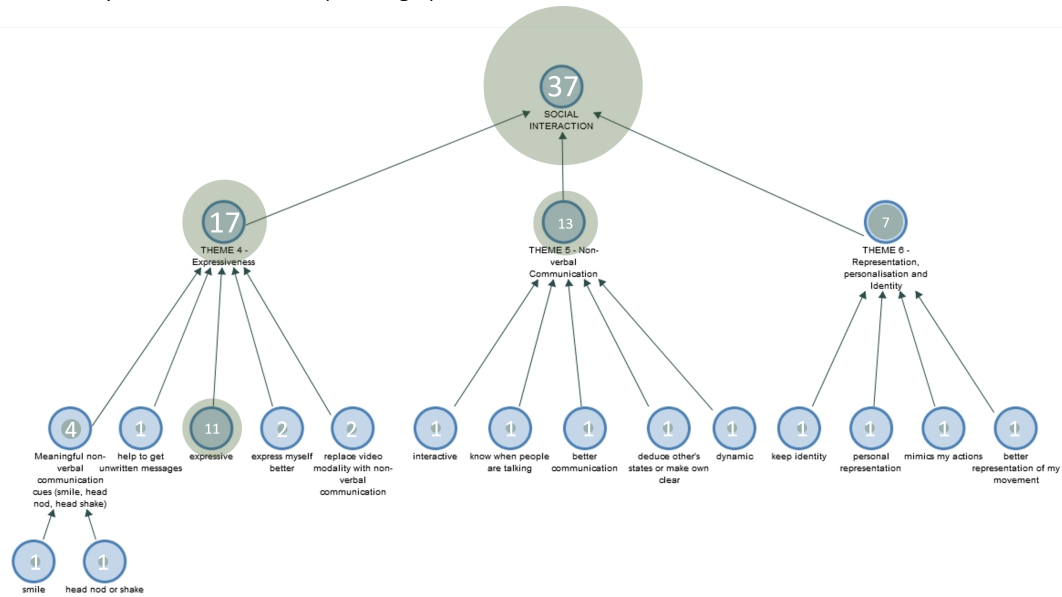 37
SOCIAL
INTERACTION
17
THEME 4 -
Expressiveness
13
THEME 5 - Non-
verbal
Communication
7
THEME 6 -
Representation,
personalisation and
Identity
4
Meaningful non-
verbal
communication
cues (smile, head
nod, head shake)
1
help to get
unwritten messages
11
expressive
2
express myself
better
2
replace video
modality with non-
verbal
communication
1
interactive
1
know when people
are talking
1
better
communication
1
deduce other's
states or make own
clear
1
dynamic
1
keep identity
1
personal
representation
1
mimics my actions
1
better
representation of my
movement
1
smile
1
head nod or shake